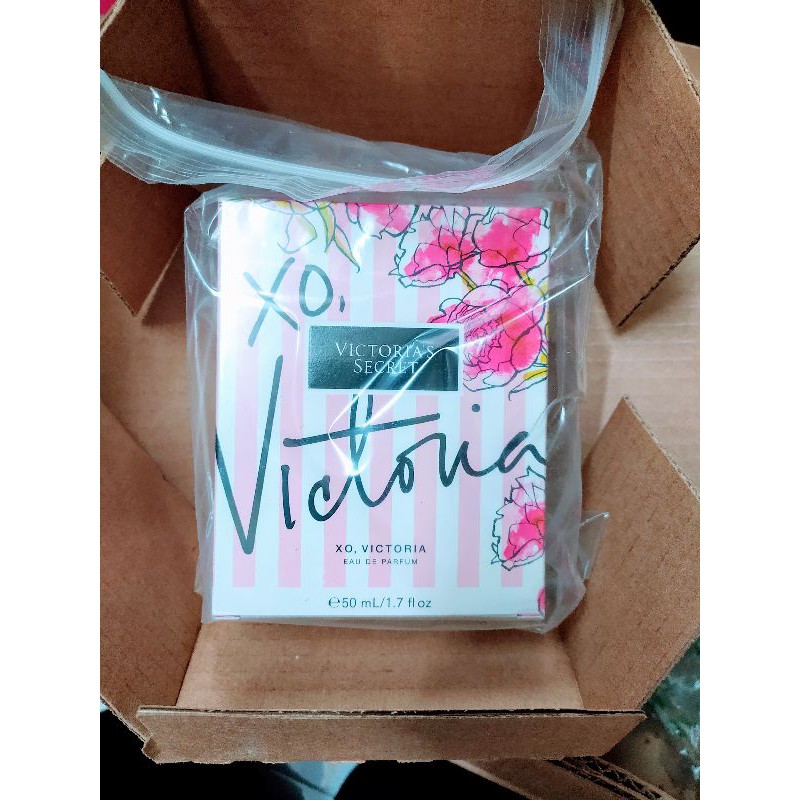 XO,
VICTORIA'S
SECRET
Victoria
XO, VICTORIA
EAU DE PARFUM
℮50 mL/1.7 fl oz